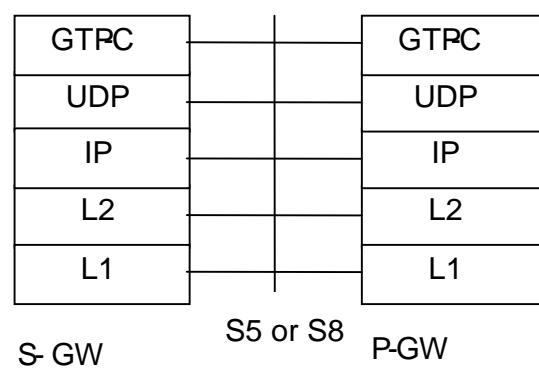 GTP-C GTP-C
UDP UDP
IP IP
L2 L2
L1 L1
S5 or S8
S- GW P-GW